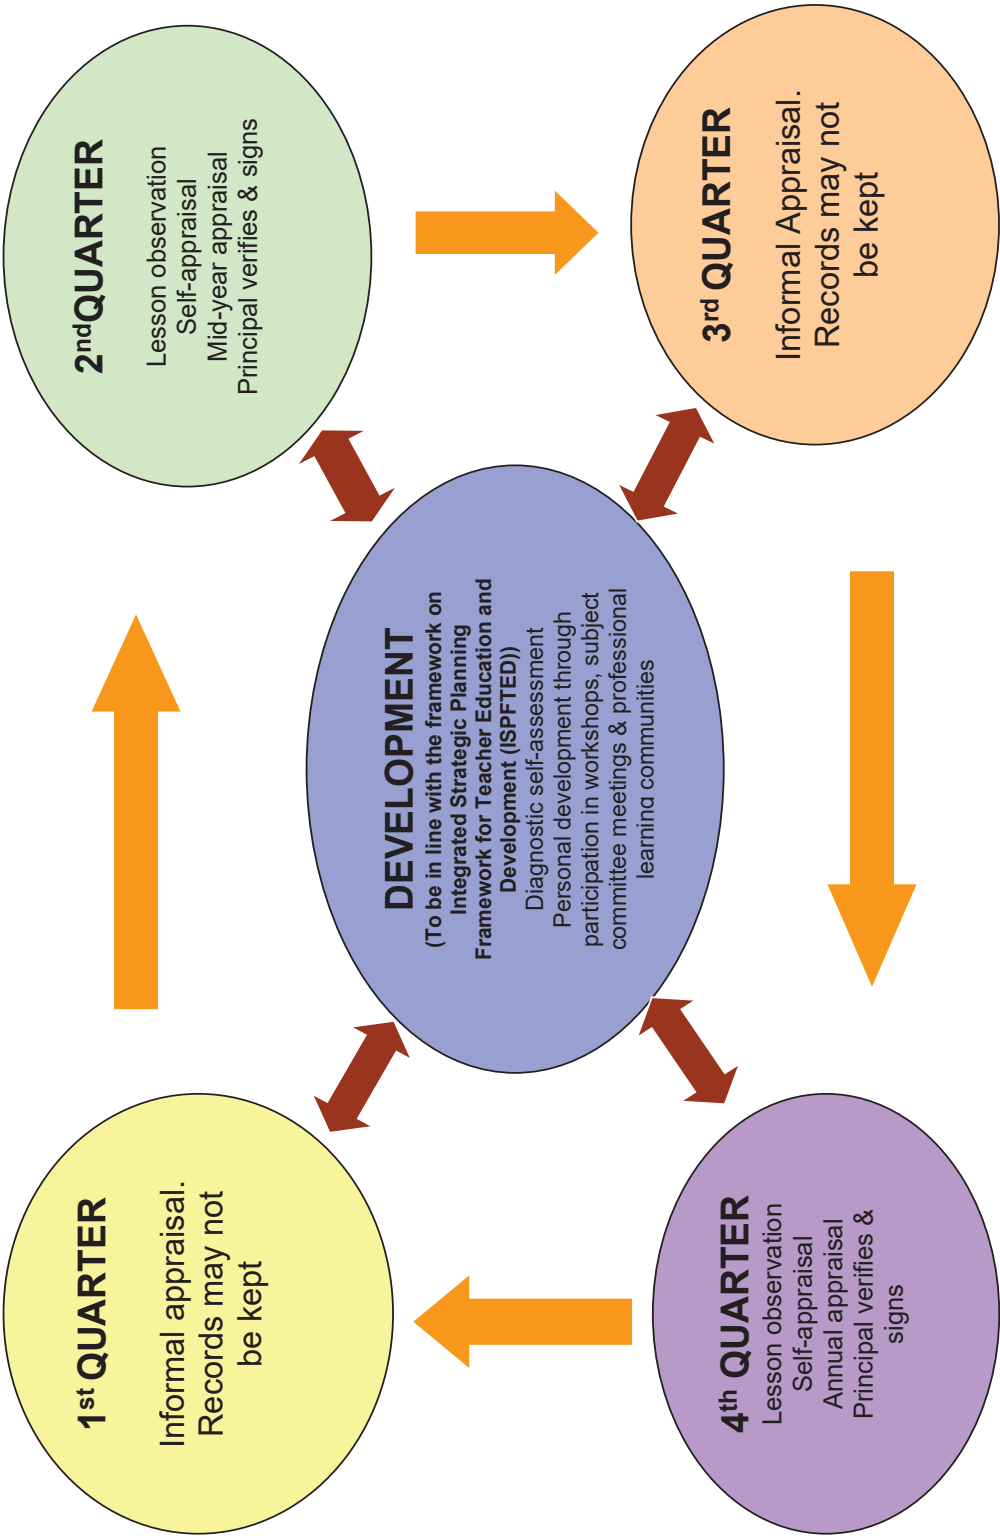 1st QUARTER
Informal appraisal.
Records may not
be kept
2ndQUARTER
Lesson observation
Self-appraisal
Mid-year appraisal
Principal verifies & signs
DEVELOPMENT
(To be in line with the framework on
Integrated Strategic Planning
Framework for Teacher Education and
Development (ISPFTED))
Diagnostic self-assessment
Personal development through
participation in workshops, subject
committee meetings & professional
learning communities
4th QUARTER
Lesson observation
Self-appraisal
Annual appraisal
Principal verifies &
signs
3rd QUARTER
Informal Appraisal.
Records may not
be kept